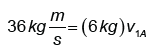 36 kg m/s = (6 kg) v₁A